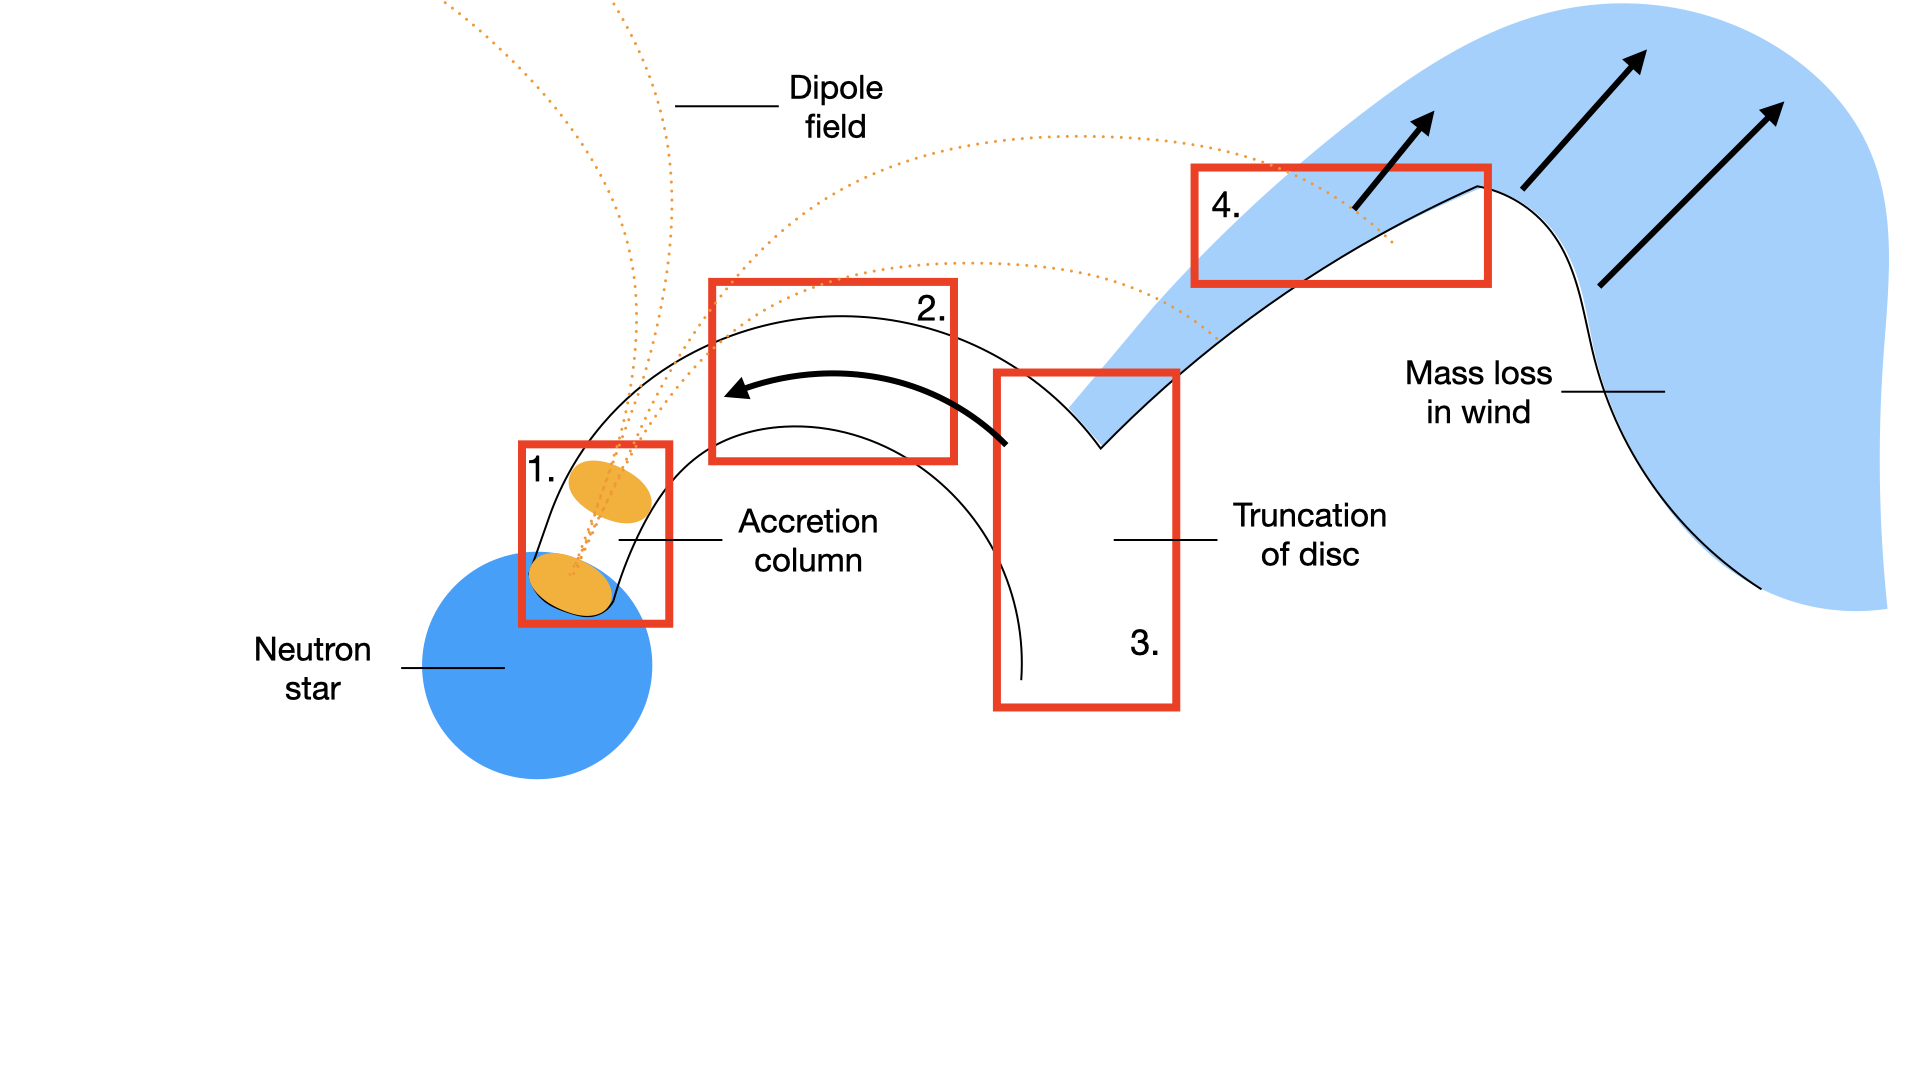 Dipole
field
4.
2.
1.
Accretion
column
Mass loss
in wind
Truncation
of disc
3.
Neutron
star